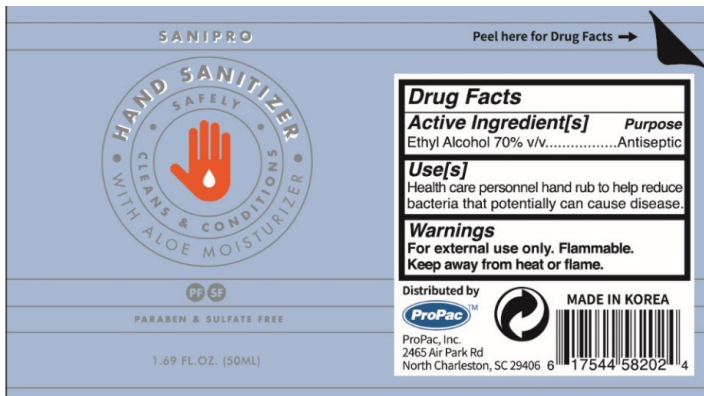 SANIPRO
Peel here for Drug Facts →
HAND SANITIZER
SAFELY
CLEANS & CONDITIONS
• WITH ALOE MOISTURIZER •
PF SF
PARABEN & SULFATE FREE
1.69 FL.OZ. (50ML)
Drug Facts
Active Ingredient[s] Purpose
Ethyl Alcohol 70% v/v.................Antiseptic
Use[s]
Health care personnel hand rub to help reduce
bacteria that potentially can cause disease.
Warnings
For external use only. Flammable.
Keep away from heat or flame.
Distributed by
ProPac™
ProPac, Inc.
2465 Air Park Rd
North Charleston, SC 29406
MADE IN KOREA
6 17544 58202 4